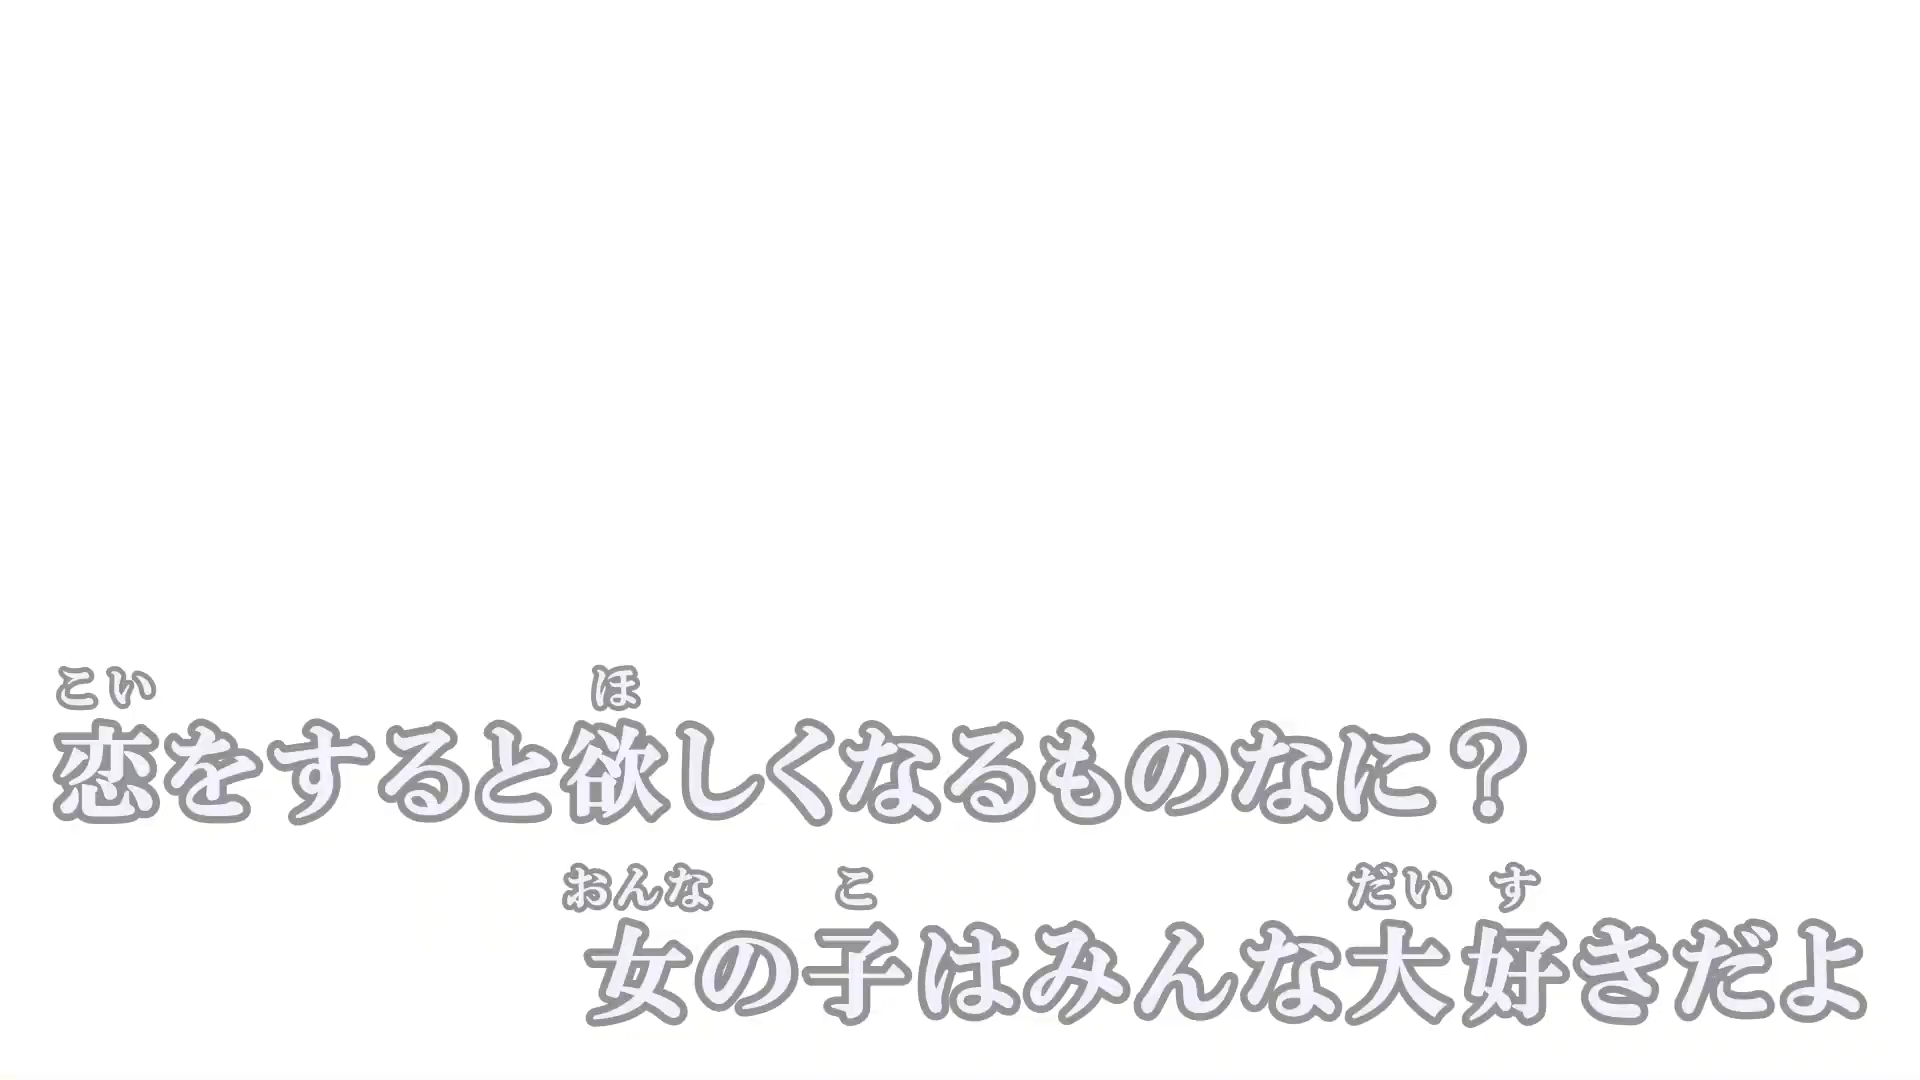 こい ほ
恋をすると欲しくなるものなに？
おんな こ だい す
女の子はみんな大好きだよ